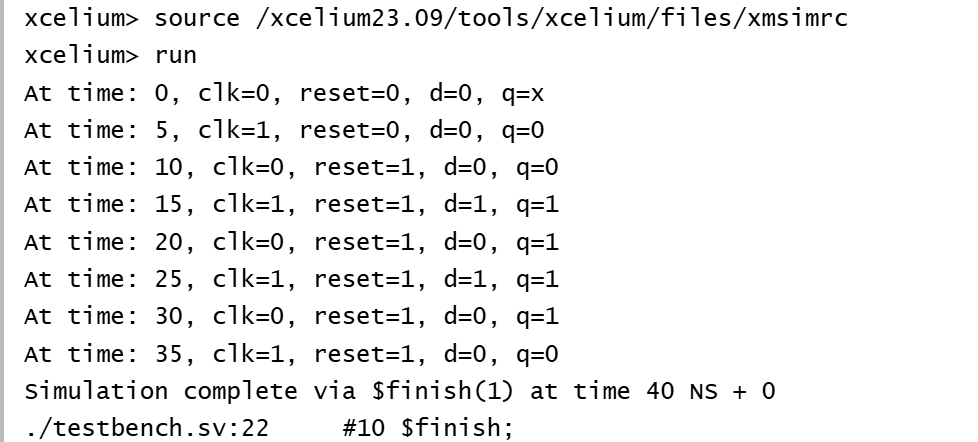 xcelium> source /xcelium23.09/tools/xcelium/files/xmsimrc
xcelium> run
At time: 0, clk=0, reset=0, d=0, q=x
At time: 5, clk=1, reset=0, d=0, q=0
At time: 10, clk=0, reset=1, d=0, q=0
At time: 15, clk=1, reset=1, d=1, q=1
At time: 20, clk=0, reset=1, d=0, q=1
At time: 25, clk=1, reset=1, d=1, q=1
At time: 30, clk=0, reset=1, d=0, q=1
At time: 35, clk=1, reset=1, d=0, q=0
Simulation complete via $finish(1) at time 40 NS + 0
./testbench.sv:22     #10 $finish;